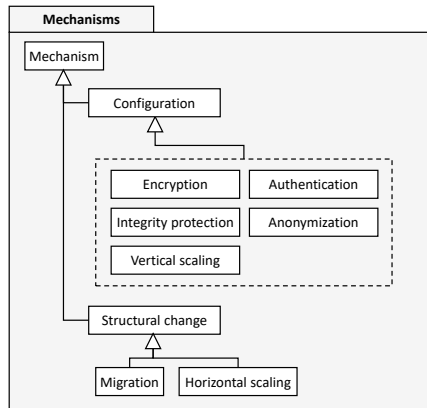 Mechanisms
Mechanism
Configuration
Encryption
Authentication
Integrity protection
Anonymization
Vertical scaling
Structural change
Migration
Horizontal scaling